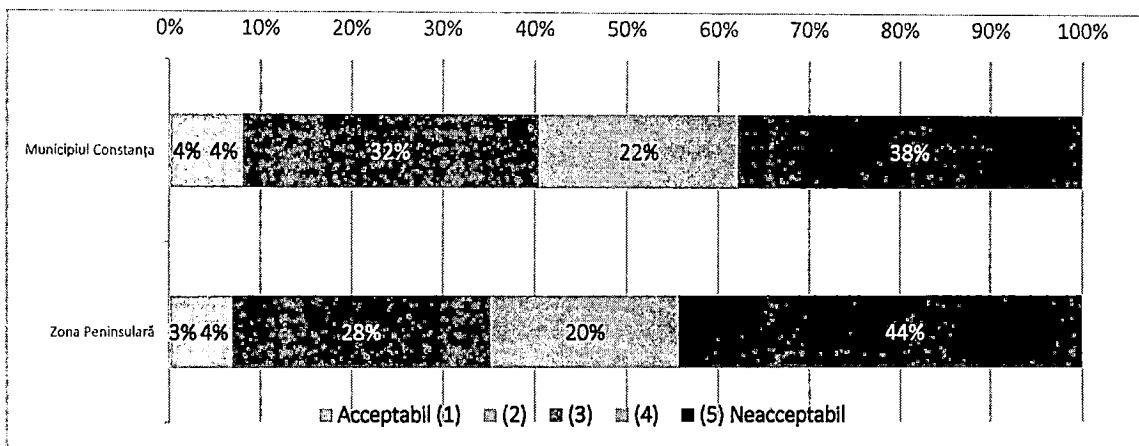 0% 10% 20% 30% 40% 50% 60% 70% 80% 90% 100%
Municipiul Constanța 4% 4% 32% 22% 38%
Zona Peninsulară 3% 4% 28% 20% 44%
Acceptabil (1) (2) (3) (4) (5) Neacceptabil